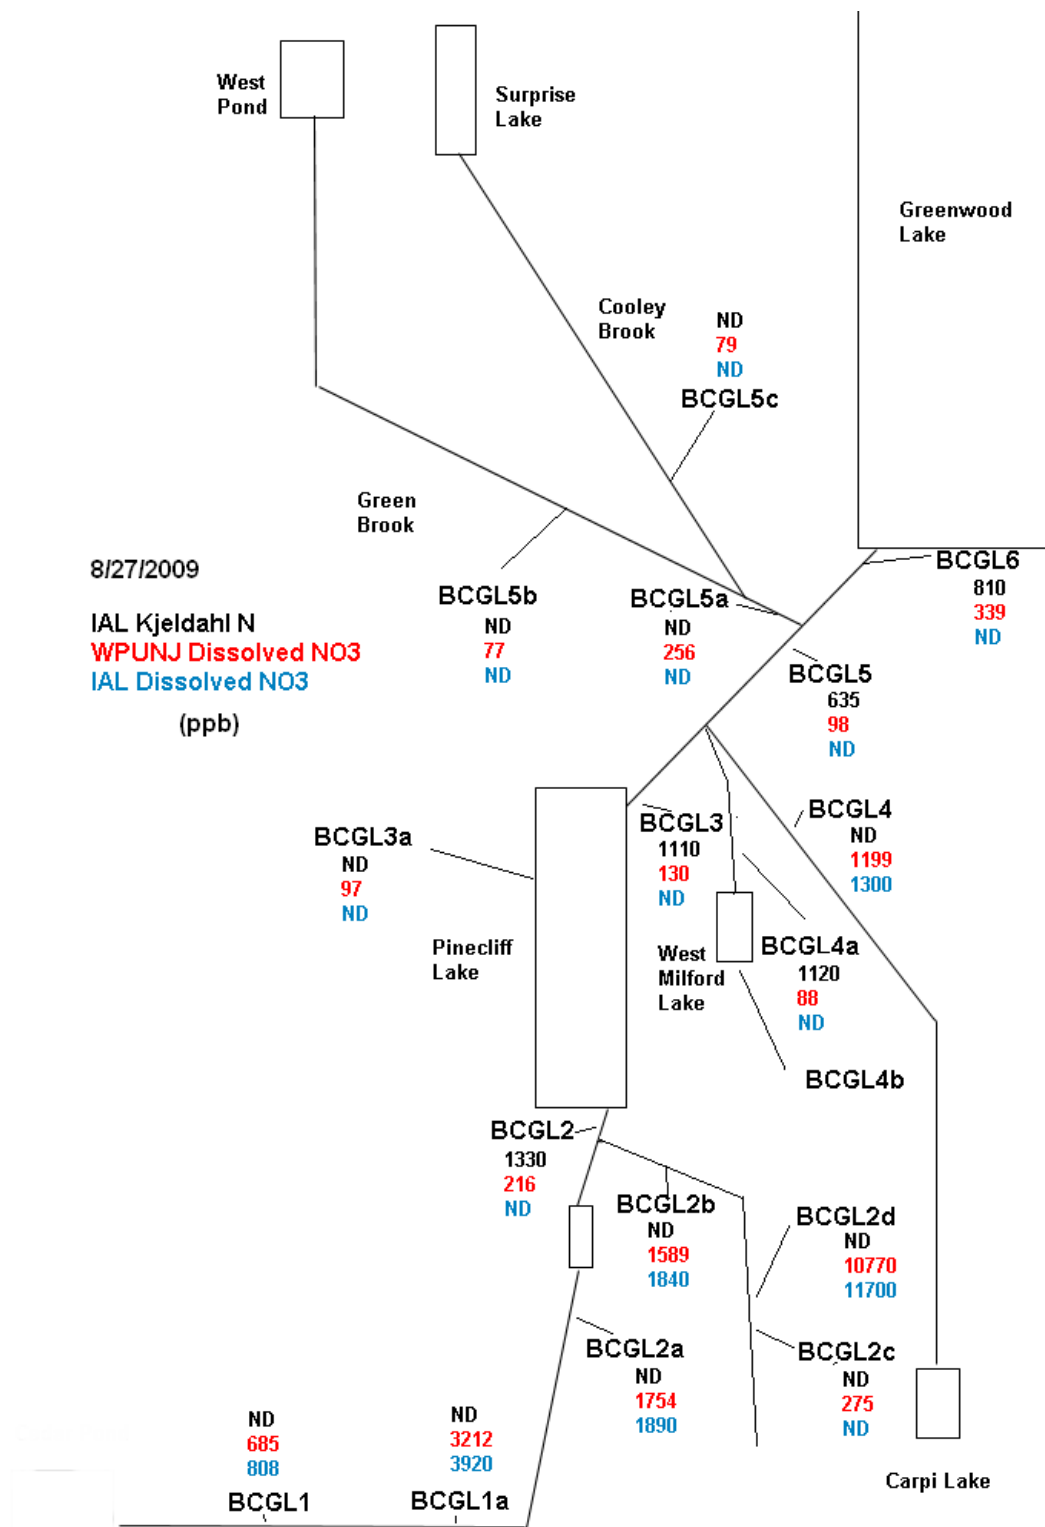 West
Pond
Surprise
Lake
Greenwood
Lake
Cooley
Brook
ND
79
ND
BCGL5c
Green
Brook
8/27/2009
IAL Kjeldahl N
WPUNJ Dissolved NO3
IAL Dissolved NO3
(ppb)
BCGL5b
ND
77
ND
BCGL5a
ND
256
ND
BCGL6
810
339
ND
BCGL5
635
98
ND
BCGL3a
ND
97
ND
BCGL3
1110
130
ND
BCGL4
ND
1199
1300
Pinecliff
Lake
West
Milford
Lake
BCGL4a
1120
88
ND
BCGL4b
BCGL2
1330
216
ND
BCGL2b
ND
1589
1840
BCGL2d
ND
10770
11700
BCGL2a
ND
1754
1890
BCGL2c
ND
275
ND
Carpi Lake
ND
685
808
BCGL1
ND
3212
3920
BCGL1a